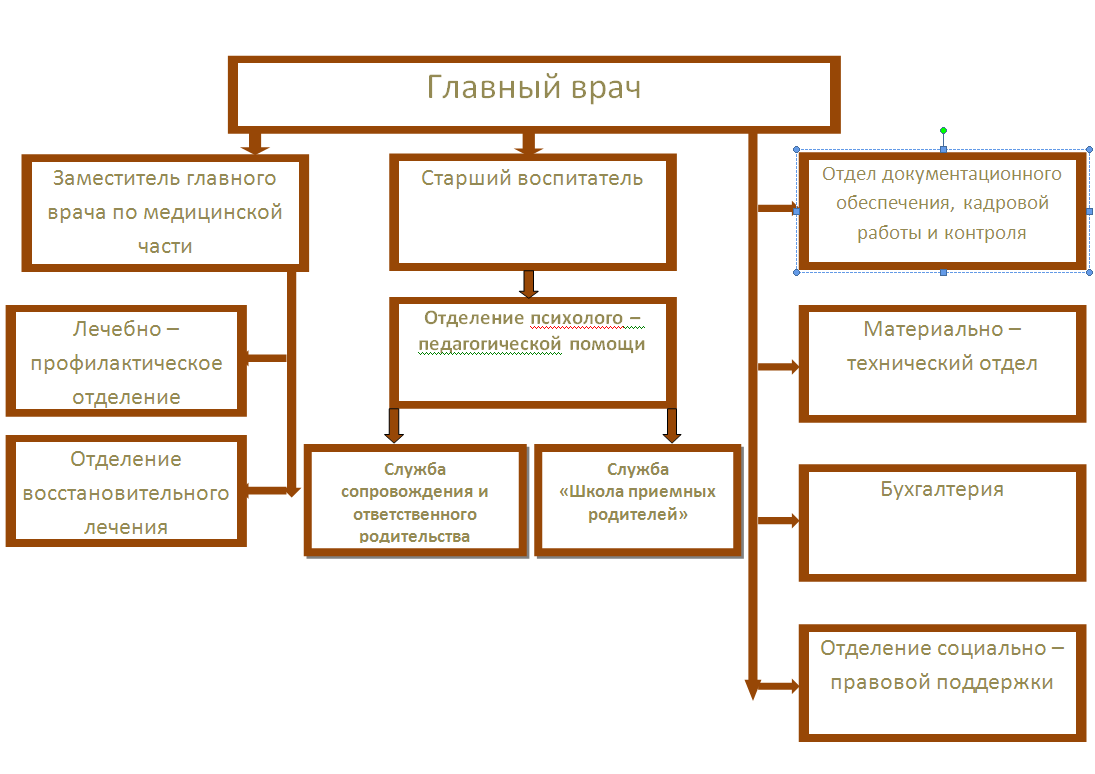 Главный врач
Заместитель главного
врача по медицинской
части
Старший воспитатель
Отдел документационного
обеспечения, кадровой
работы и контроля
Лечебно –
профилактическое
отделение
Отделение психолого –
педагогической помощи
Материально –
технический отдел
Отделение
восстановительного
лечения
Служба
сопровождения и
ответственного
родительства
Служба
«Школа приемных
родителей»
Бухгалтерия
Отделение социально –
правовой поддержки